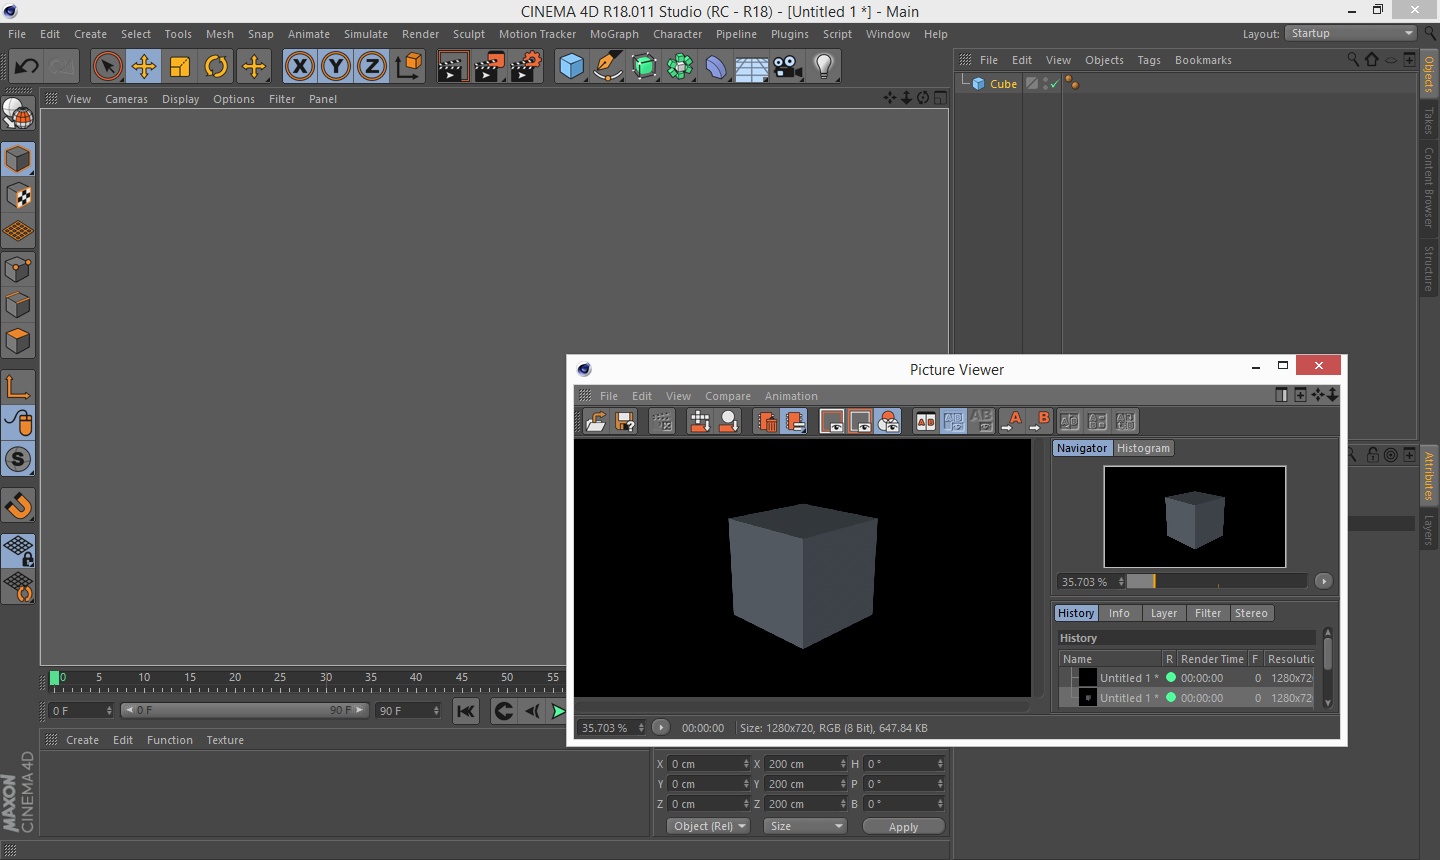 CINEMA 4D R18.011 Studio (RC - R18) - [Untitled 1 *] - Main
File Edit Create Select Tools Mesh Snap Animate Simulate Render Sculpt Motion Tracker MoGraph Character Pipeline Plugins Script Window Help
Layout: Startup
X Y Z
File Edit View Objects Tags Bookmarks
View Cameras Display Options Filter Panel
Cube
Objects
Takes
Content Browser
Structure
Attributes
Layers
S
Picture Viewer
File Edit View Compare Animation
AB
A B
Navigator Histogram
35.703 %
History Info Layer Filter Stereo
History
Name R Render Time F Resolutic
Untitled 1 * 00:00:00 0 1280x72
Untitled 1 * 00:00:00 0 1280x72
35.703 % 00:00:00 Size: 1280x720, RGB (8 Bit), 647.84 KB
0 5 10 15 20 25 30 35 40 45 50 55
0 F 0 F 90 F 90 F
Create Edit Function Texture
X 0 cm X 200 cm H 0 °
Y 0 cm Y 200 cm P 0 °
Z 0 cm Z 200 cm B 0 °
Object (Rel) Size Apply
MAXON
CINEMA 4D